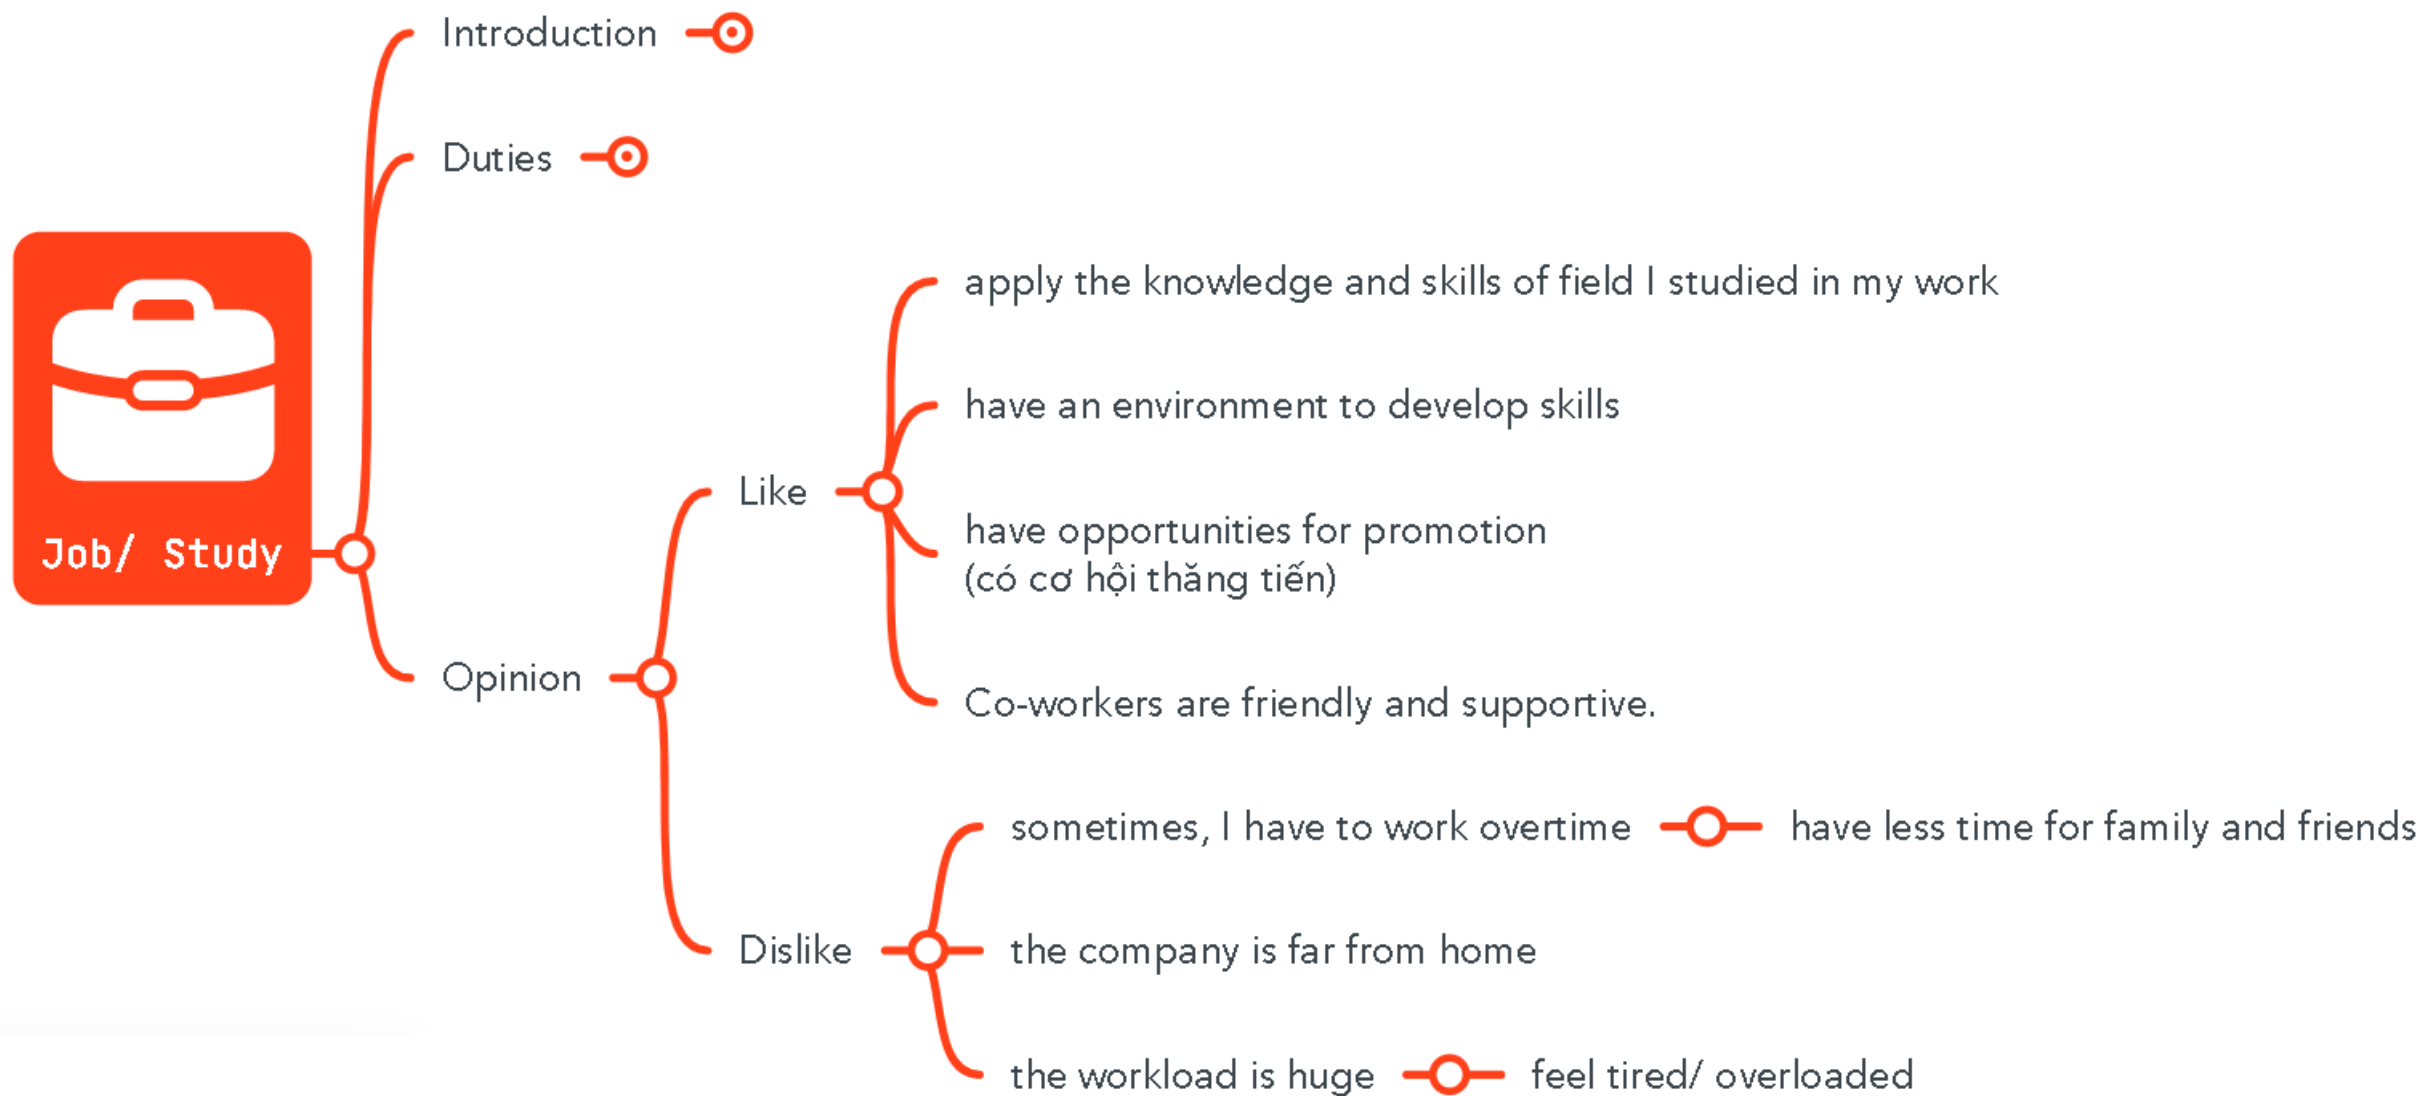 Introduction
Duties
Job/ Study
Opinion
Like
apply the knowledge and skills of field I studied in my work
have an environment to develop skills
have opportunities for promotion
(có cơ hội thăng tiến)
Co-workers are friendly and supportive.
Dislike
sometimes, I have to work overtime
have less time for family and friends
the company is far from home
the workload is huge
feel tired/ overloaded